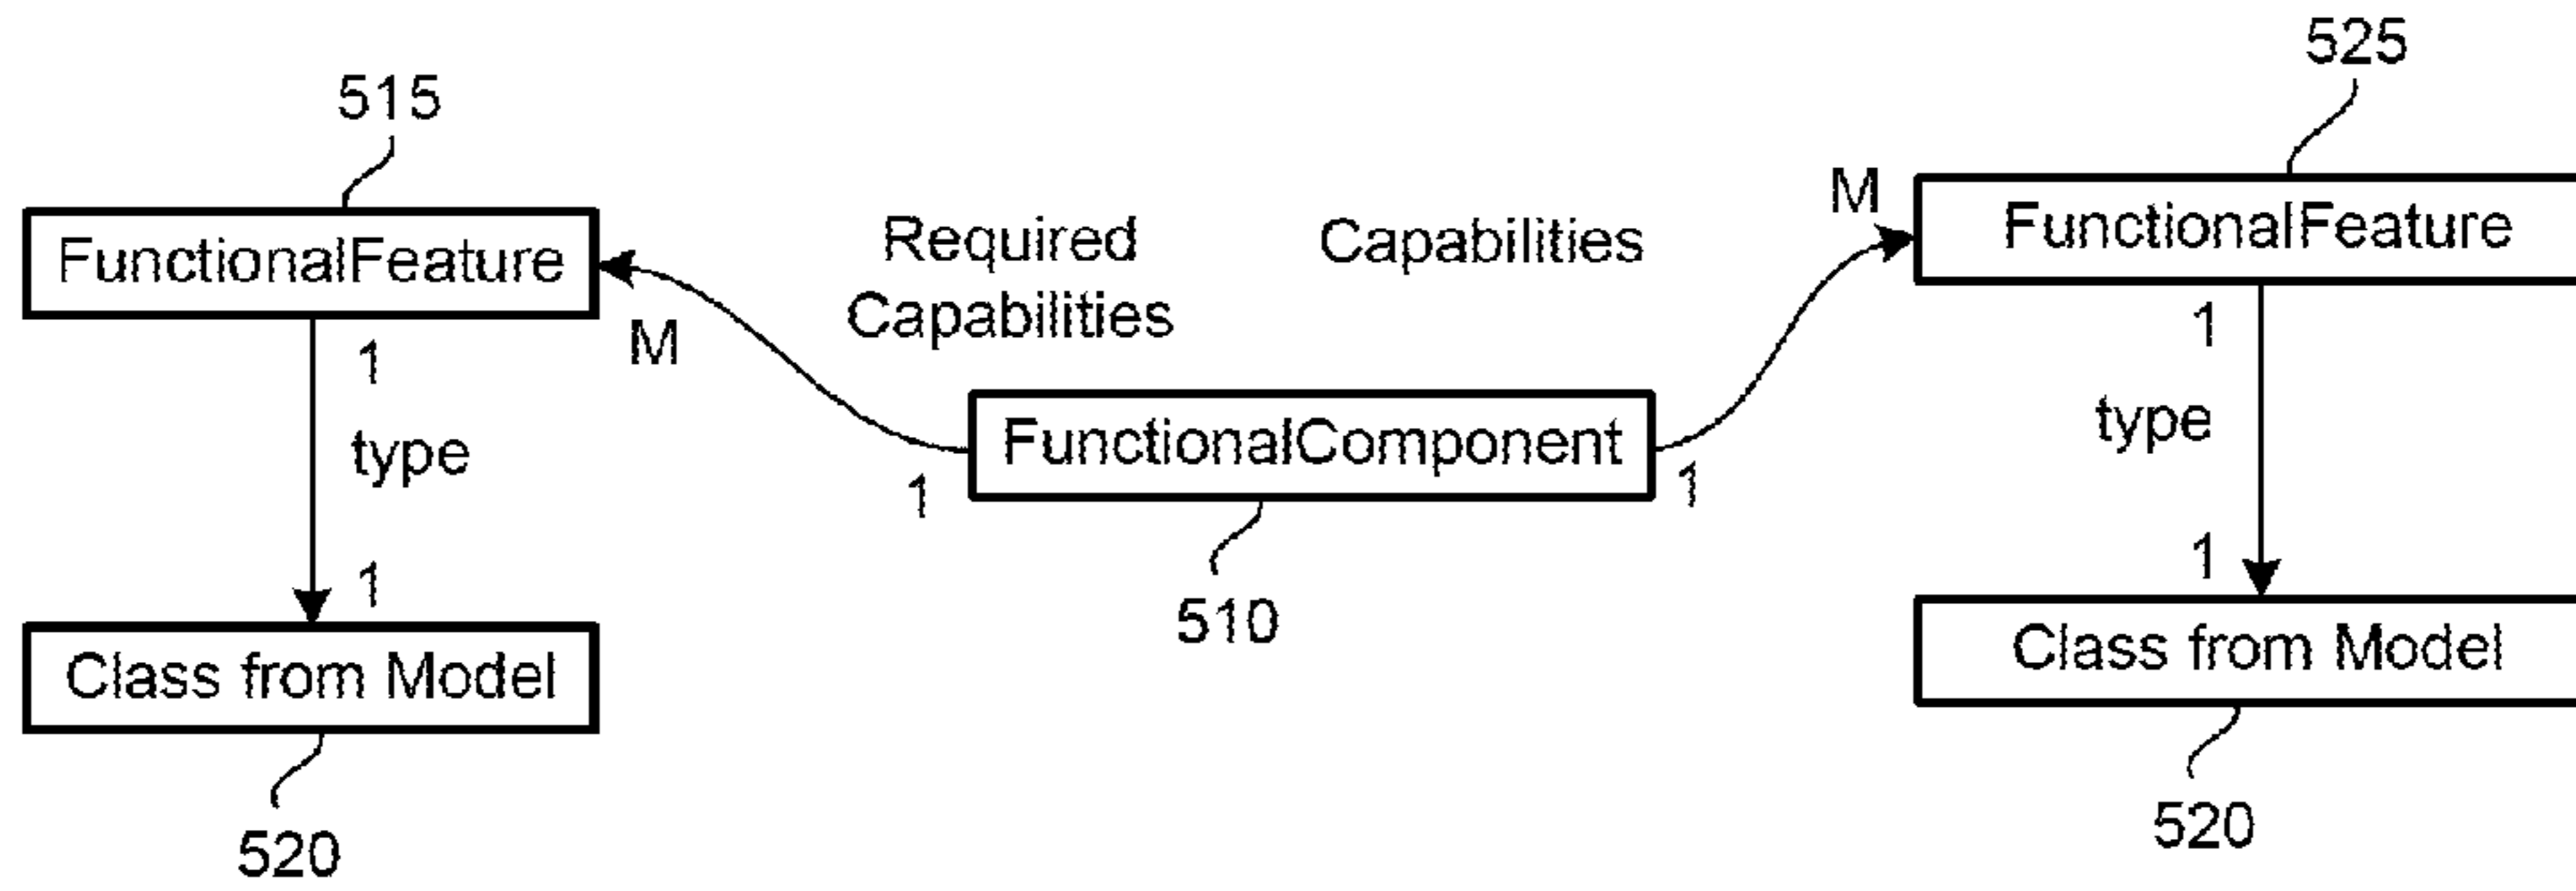 525
515
M
FunctionalFeature
Required
Capabilities
Capabilities
FunctionalFeature
M
1
1
type
type
FunctionalComponent
1
1
1
1
Class from Model
510
Class from Model
520
520